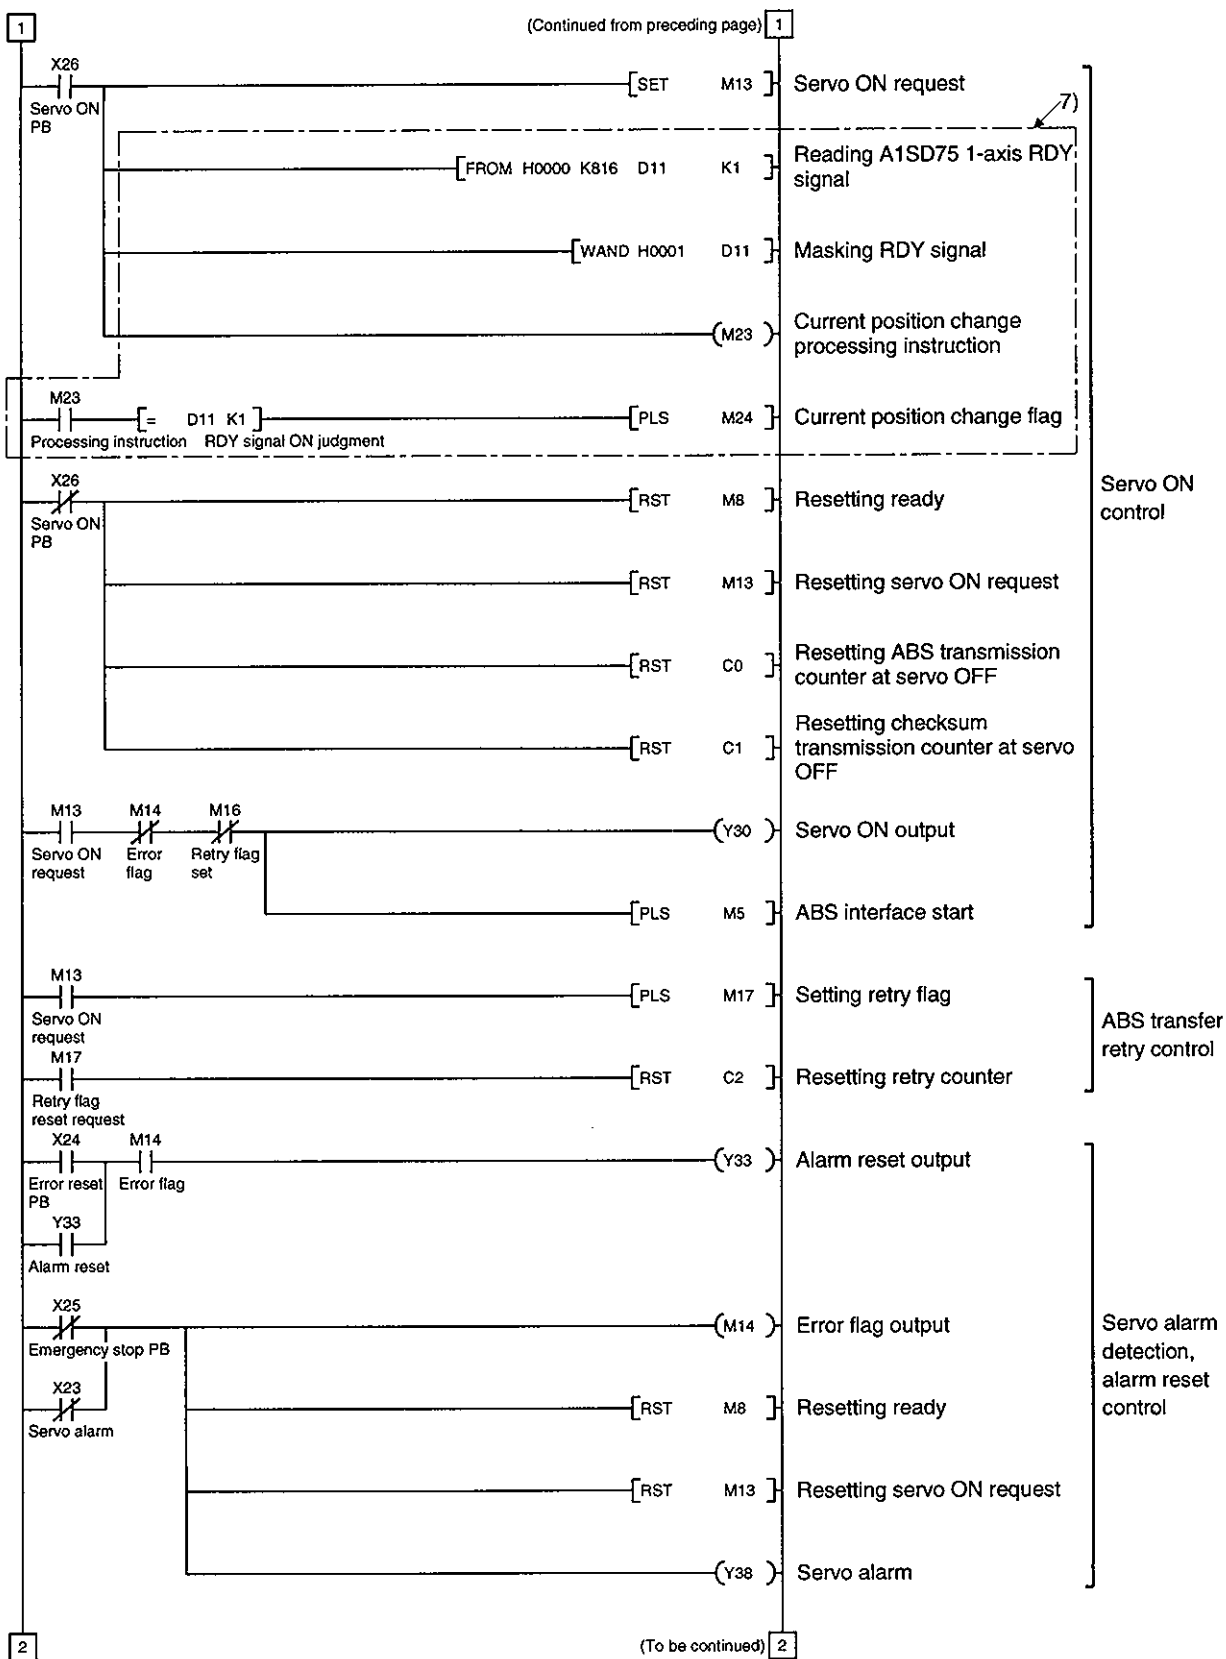 1
(Continued from preceding page) 1
X26
Servo ON
PB
[SET M13] Servo ON request
7)
[FROM H0000 K816 D11 K1] Reading A1SD75 1-axis RDY
signal
[WAND H0001 D11] Masking RDY signal
(M23) Current position change
processing instruction
M23
[= D11 K1] [PLS M24] Current position change flag
Processing instruction RDY signal ON judgment
X26
Servo ON
PB
[RST M8] Resetting ready
Servo ON
control
[RST M13] Resetting servo ON request
[RST C0] Resetting ABS transmission
counter at servo OFF
[RST C1] Resetting checksum
transmission counter at servo
OFF
M13 M14 M16
Servo ON
request
Error
flag
Retry flag
set
(Y30) Servo ON output
[PLS M5] ABS interface start
M13
Servo ON
request
[PLS M17] Setting retry flag
ABS transfer
retry control
M17
Retry flag
reset request
[RST C2] Resetting retry counter
X24 M14
Error reset
PB
Error flag
(Y33) Alarm reset output
Y33
Alarm reset
X25
Emergency stop PB
(M14) Error flag output
Servo alarm
detection,
alarm reset
control
X23
Servo alarm
[RST M8] Resetting ready
[RST M13] Resetting servo ON request
(Y38) Servo alarm
2
(To be continued) 2